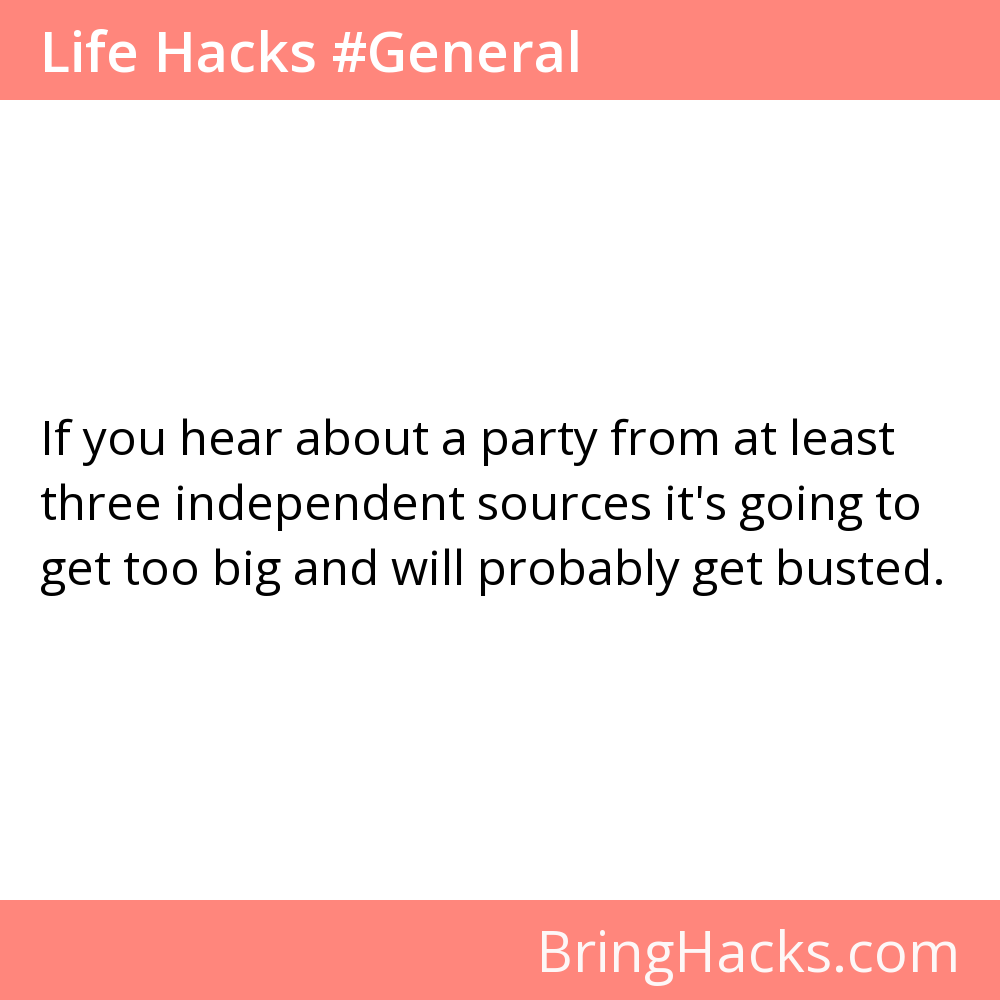 Life Hacks #General
If you hear about a party from at least
three independent sources it's going to
get too big and will probably get busted.
BringHacks.com